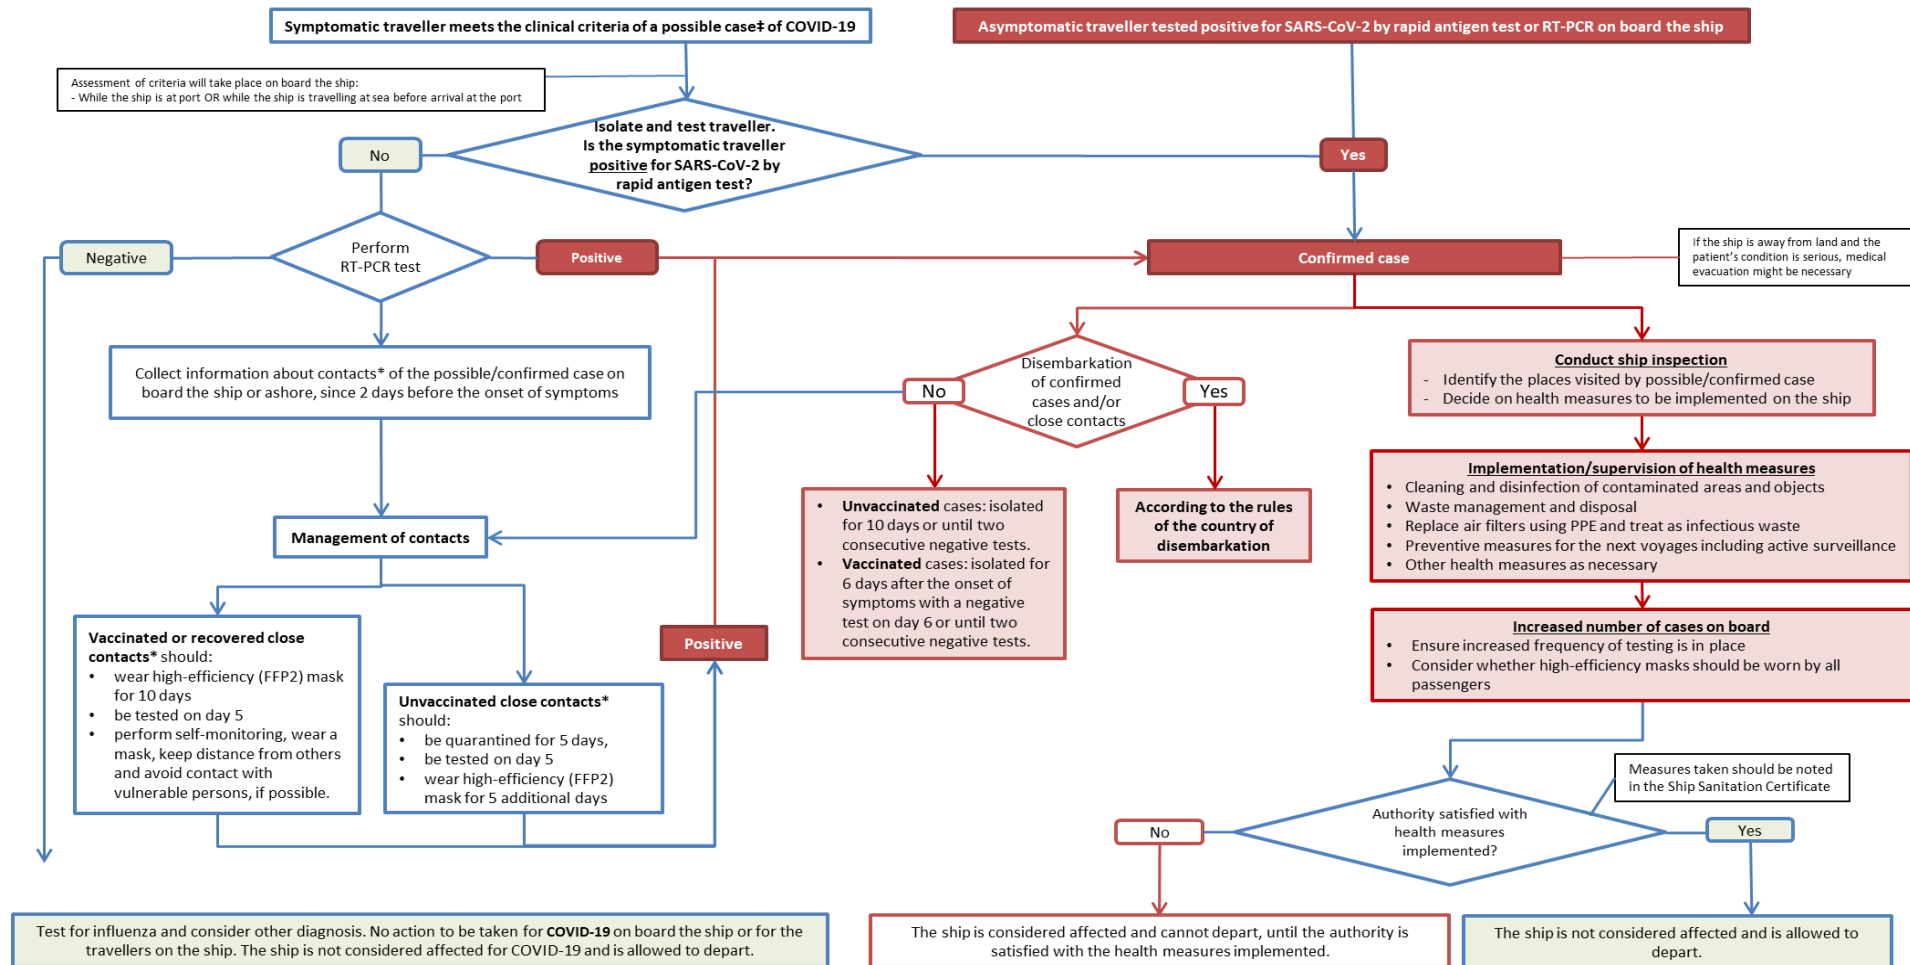 Symptomatic traveller meets the clinical criteria of a possible case‡ of COVID-19
Asymptomatic traveller tested positive for SARS-CoV-2 by rapid antigen test or RT-PCR on board the ship
Assessment of criteria will take place on board the ship:
- While the ship is at port OR while the ship is travelling at sea before arrival at the port
Isolate and test traveller.
Is the symptomatic traveller
positive for SARS-CoV-2 by
rapid antigen test?
No
Yes
Perform
RT-PCR test
Negative
Positive
Confirmed case
If the ship is away from land and the
patient's condition is serious, medical
evacuation might be necessary
Collect information about contacts* of the possible/confirmed case on
board the ship or ashore, since 2 days before the onset of symptoms
Disembarkation
of confirmed
cases and/or
close contacts
No
Yes
Conduct ship inspection
- Identify the places visited by possible/confirmed case
- Decide on health measures to be implemented on the ship
Management of contacts
• Unvaccinated cases: isolated
for 10 days or until two
consecutive negative tests.
• Vaccinated cases: isolated for
6 days after the onset of
symptoms with a negative
test on day 6 or until two
consecutive negative tests.
According to the rules
of the country of
disembarkation
Implementation/supervision of health measures
• Cleaning and disinfection of contaminated areas and objects
• Waste management and disposal
• Replace air filters using PPE and treat as infectious waste
• Preventive measures for the next voyages including active surveillance
• Other health measures as necessary
Vaccinated or recovered close
contacts* should:
• wear high-efficiency (FFP2) mask
for 10 days
• be tested on day 5
• perform self-monitoring, wear a
mask, keep distance from others
and avoid contact with
vulnerable persons, if possible.
Unvaccinated close contacts*
should:
• be quarantined for 5 days,
• be tested on day 5
• wear high-efficiency (FFP2)
mask for 5 additional days
Positive
Increased number of cases on board
• Ensure increased frequency of testing is in place
• Consider whether high-efficiency masks should be worn by all
passengers
Measures taken should be noted
in the Ship Sanitation Certificate
Authority satisfied with
health measures
implemented?
No
Yes
Test for influenza and consider other diagnosis. No action to be taken for COVID-19 on board the ship or for the
travellers on the ship. The ship is not considered affected for COVID-19 and is allowed to depart.
The ship is considered affected and cannot depart, until the authority is
satisfied with the health measures implemented.
The ship is not considered affected and is allowed to
depart.